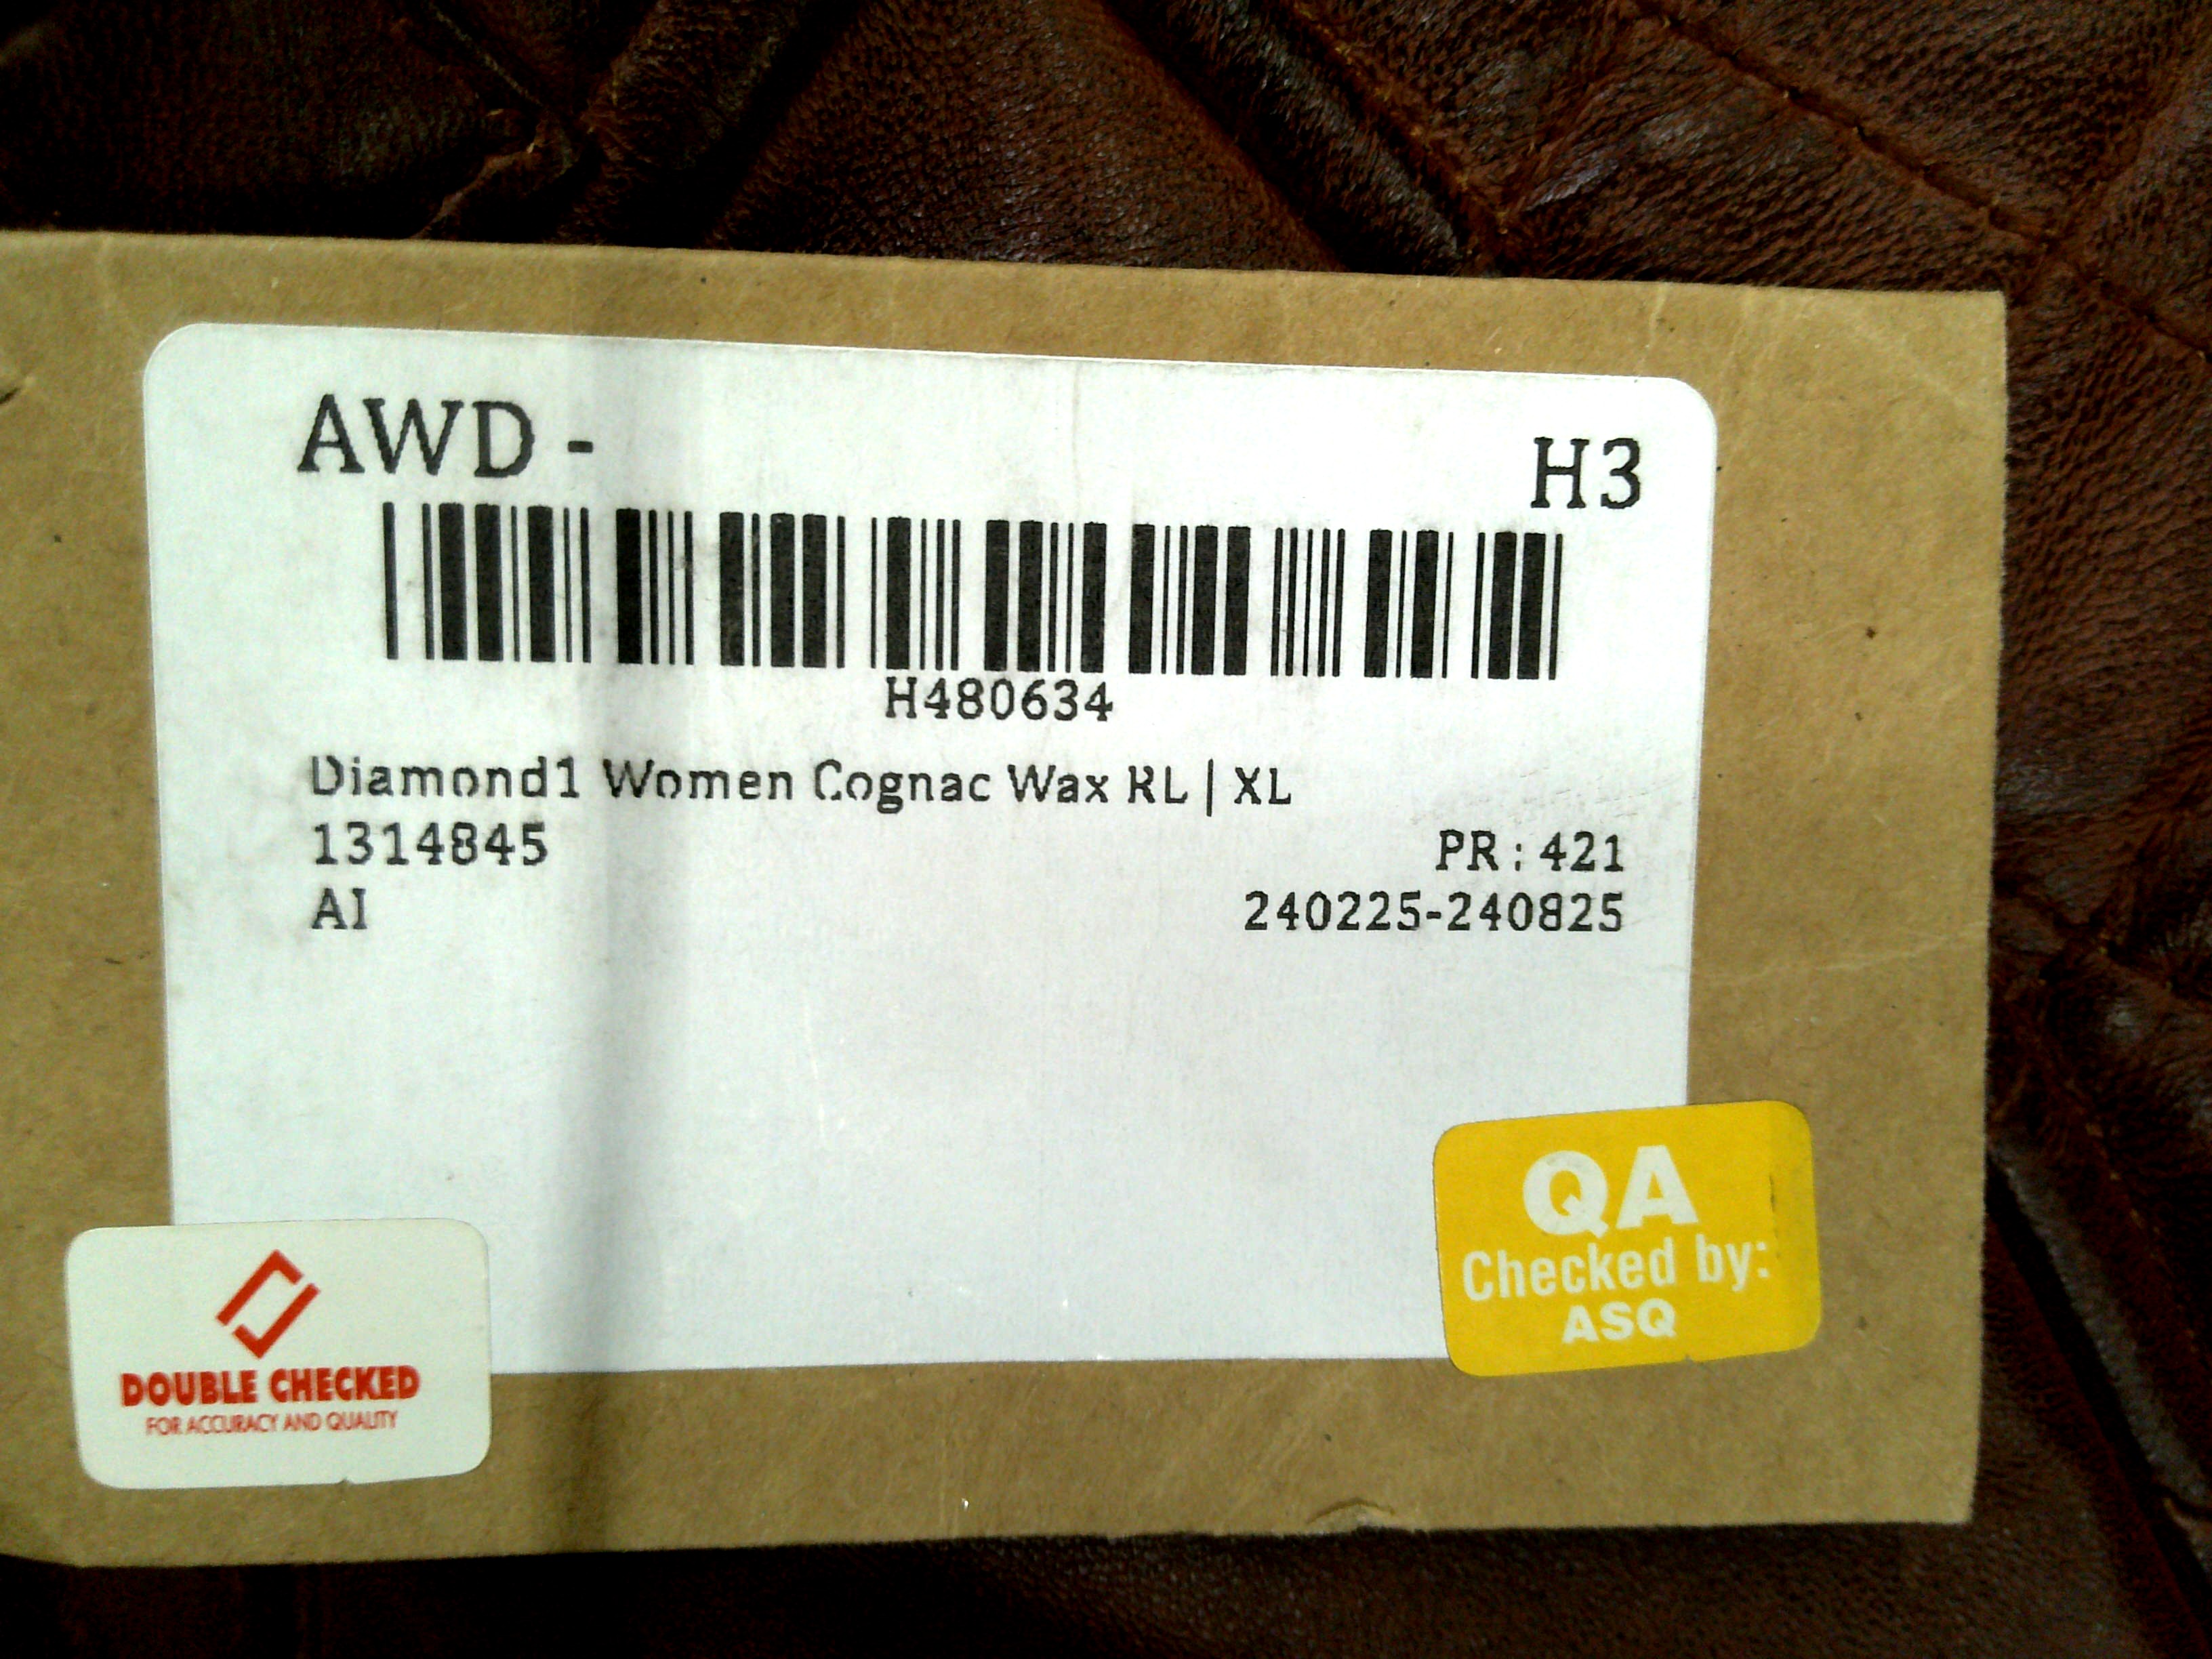 AWD - H3
H480634
Diamond1 Women Cognac Wax RL | XL
1314845 PR : 421
AI 240225-240825
QA
Checked by:
ASQ
DOUBLE CHECKED
FOR ACCURACY AND QUALITY